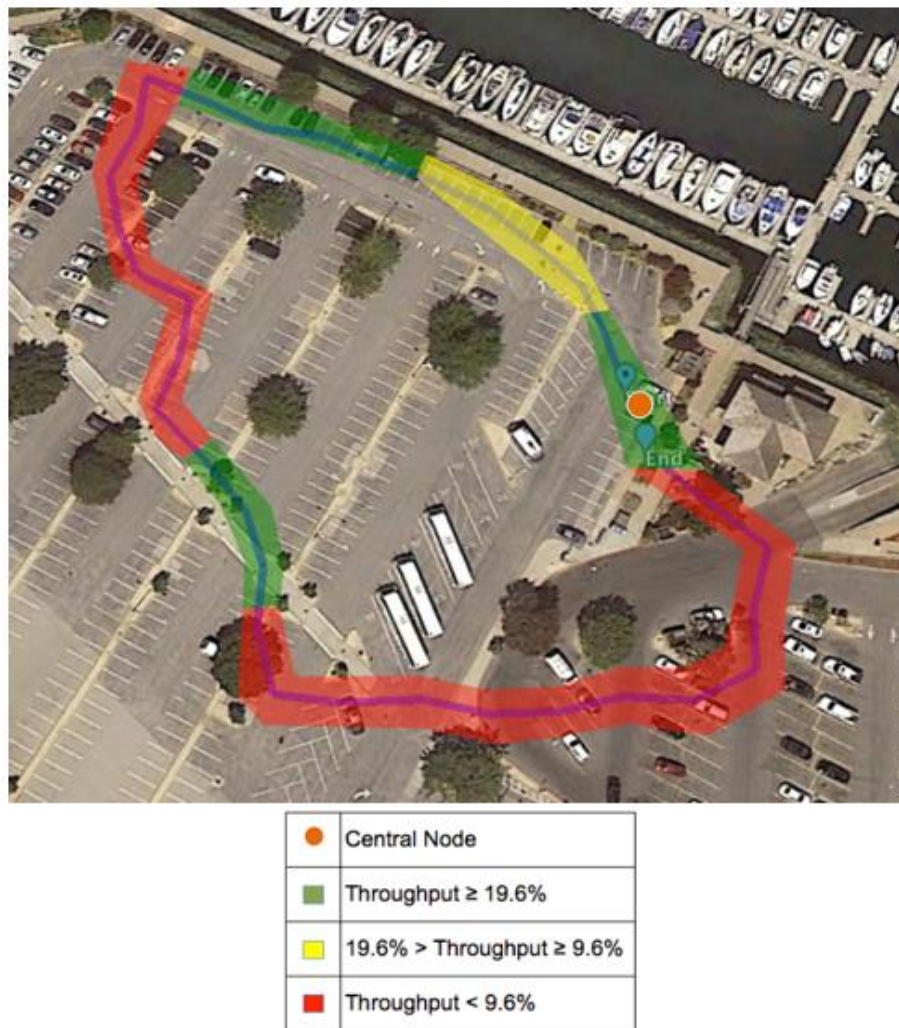 End
Central Node
Throughput ≥ 19.6%
19.6% > Throughput ≥ 9.6%
Throughput < 9.6%